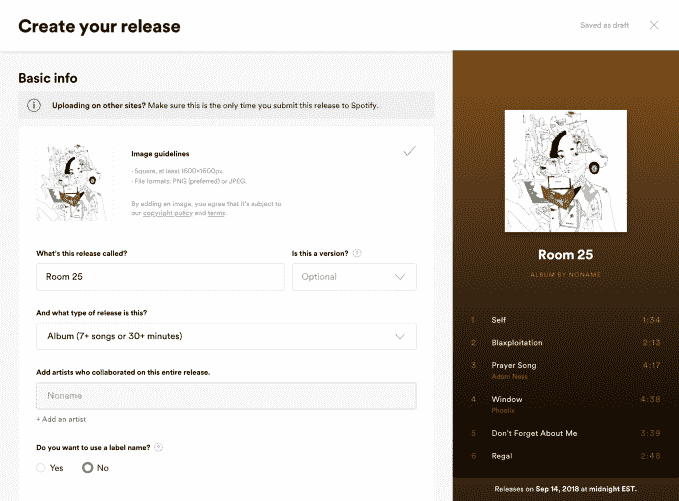 Create your release
Saved as draft
Basic info
Uploading on other sites? Make sure this is the only time you submit this release to Spotify.
Image guidelines
- Square, at least 1600x1600px.
- File formats: PNG (preferred) or JPEG.
By adding an image, you agree that it's subject to
our copyright policy and terms.
What's this release called?
Is this a version?
Room 25
Optional
And what type of release is this?
Album (7+ songs or 30+ minutes)
Add artists who collaborated on this entire release.
Noname
+ Add an artist
Do you want to use a label name?
Yes
No
Room 25
ALBUM BY NONAME
1 Self 1:34
2 Blaxploitation 2:13
3 Prayer Song 4:17
Adam Ness
4 Window 4:38
Phoelix
5 Don't Forget About Me 3:39
6 Regal 2:48
Releases on Sep 14, 2018 at midnight EST.